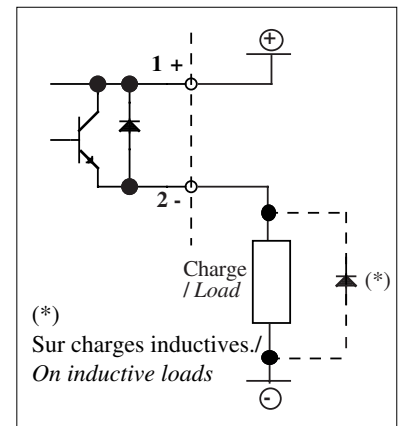 1 +
2 -
Charge
/ Load
(*)
(*)
Sur charges inductives./
On inductive loads